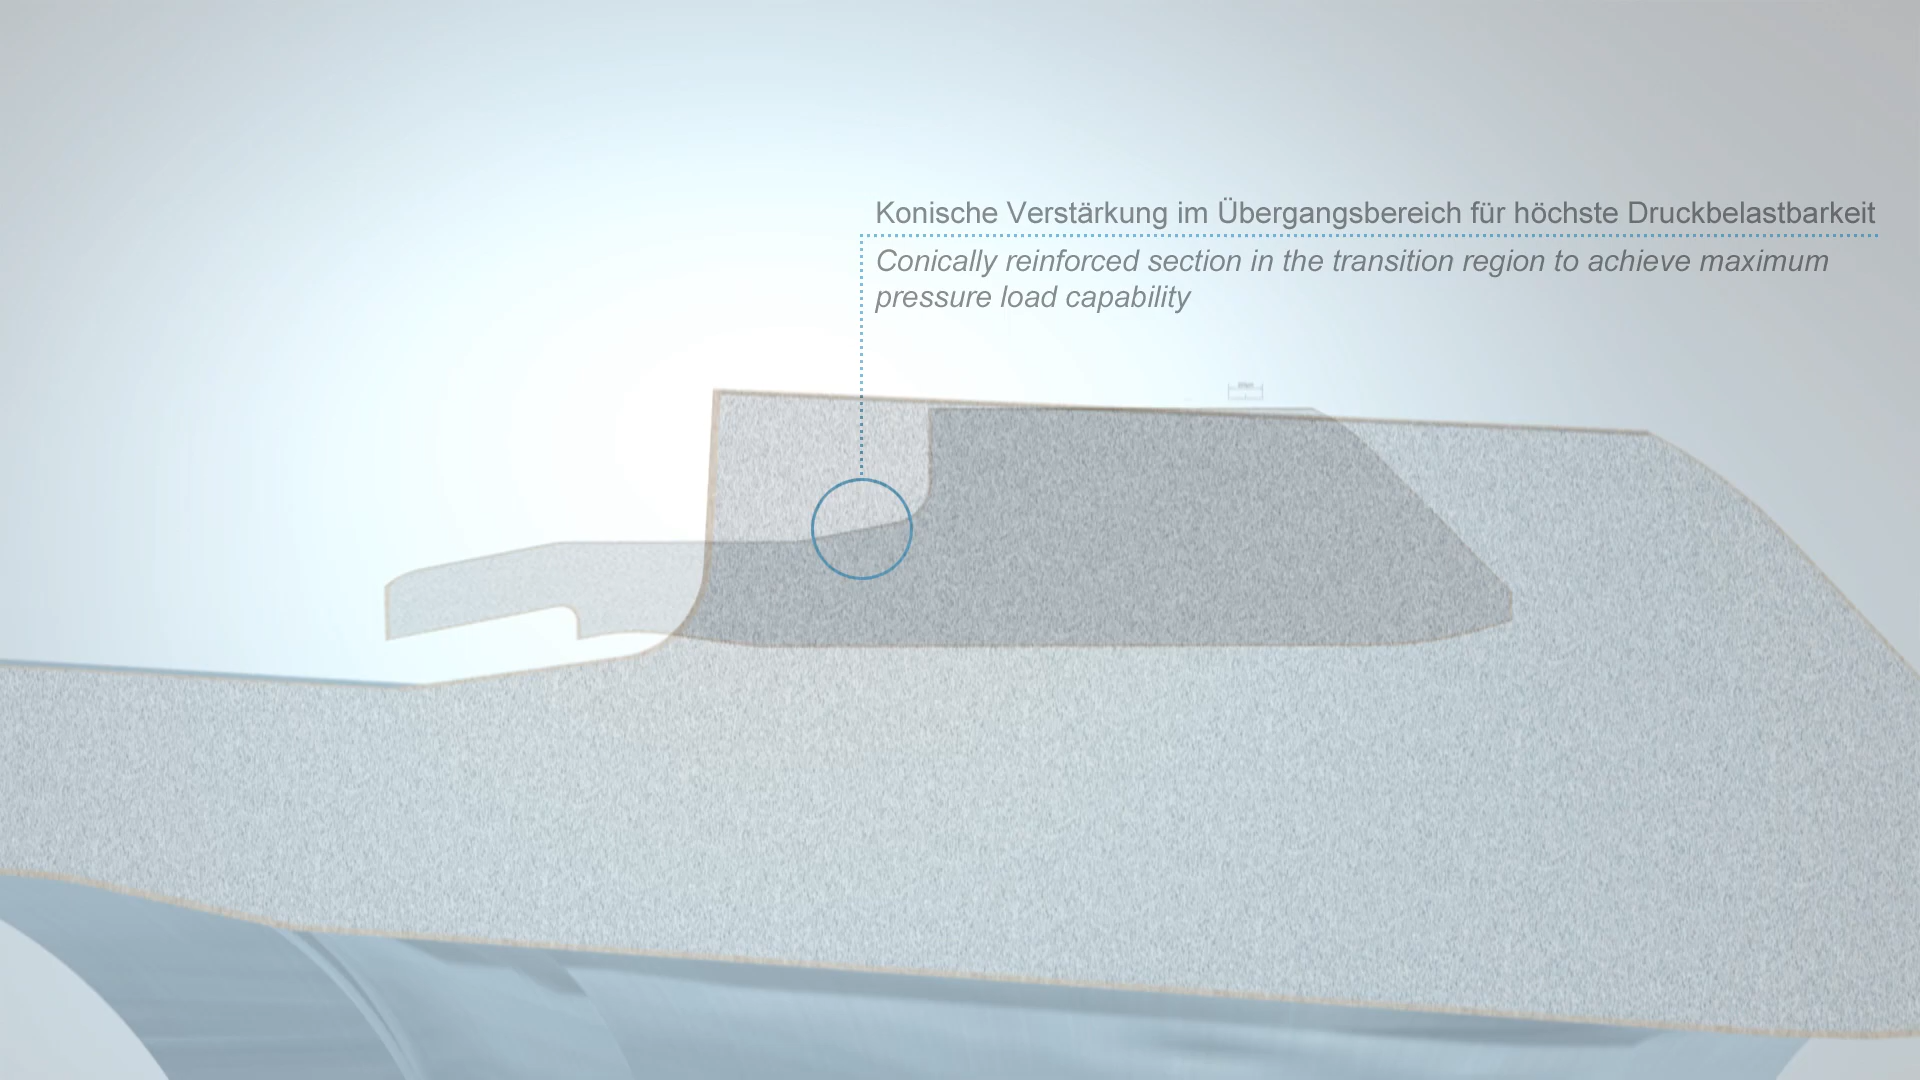 Konische Verstärkung im Übergangsbereich für höchste Druckbelastbarkeit
Conically reinforced section in the transition region to achieve maximum
pressure load capability